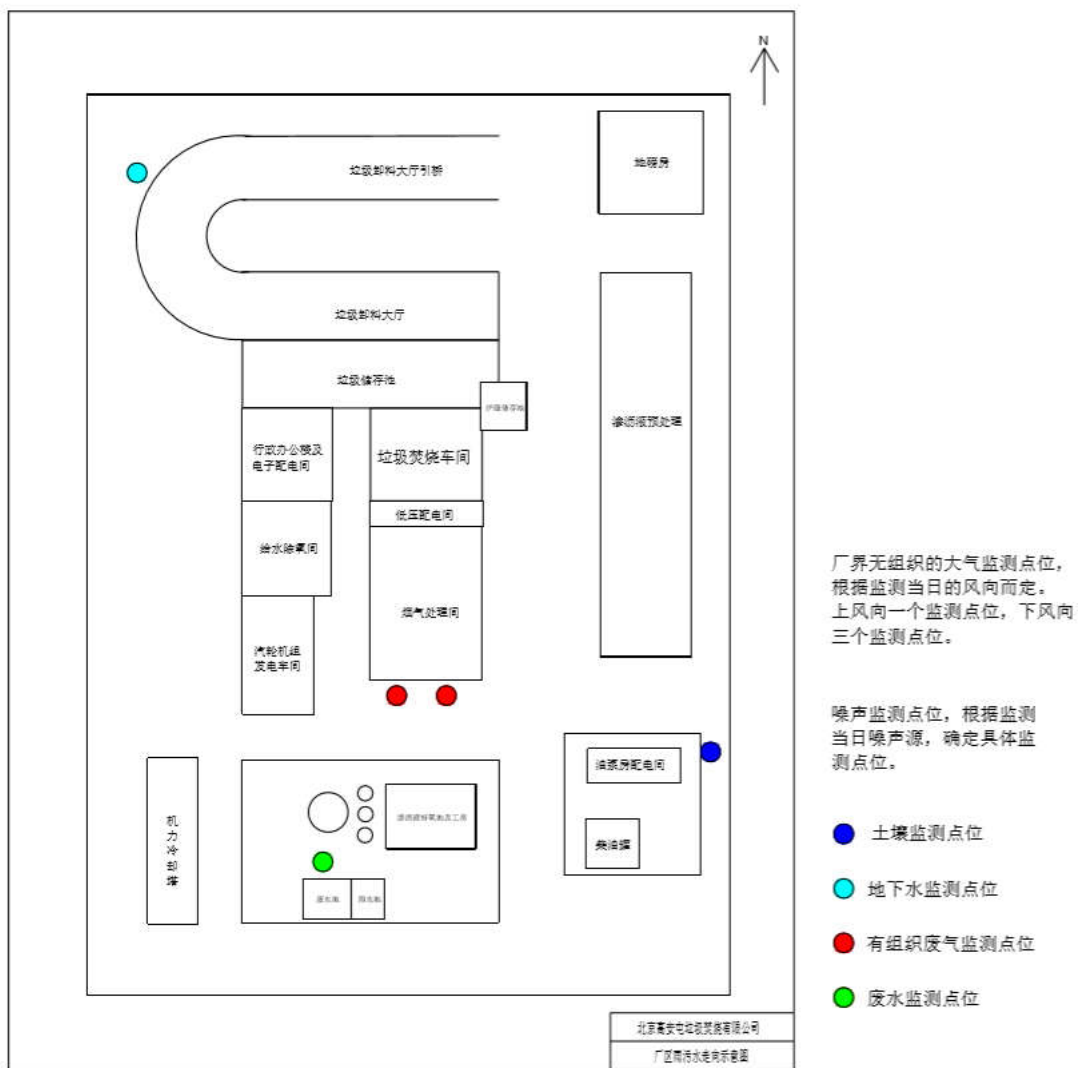 N
垃圾卸料大厅引桥
地磅房
垃圾卸料大厅
垃圾储存池
炉渣储存池
行政办公楼及
电子配电间
垃圾焚烧车间
渗沥液预处理
低压配电间
给水除氧间
烟气处理间
汽轮机组
发电车间
油泵房配电间
柴油罐
机力冷却塔
厂界无组织的大气监测点位，
根据监测当日的风向而定。
上风向一个监测点位，下风向
三个监测点位。
噪声监测点位，根据监测
当日噪声源，确定具体监
测点位。
土壤监测点位
地下水监测点位
有组织废气监测点位
废水监测点位
北京高安屯垃圾焚烧有限公司
厂区雨污水走向示意图